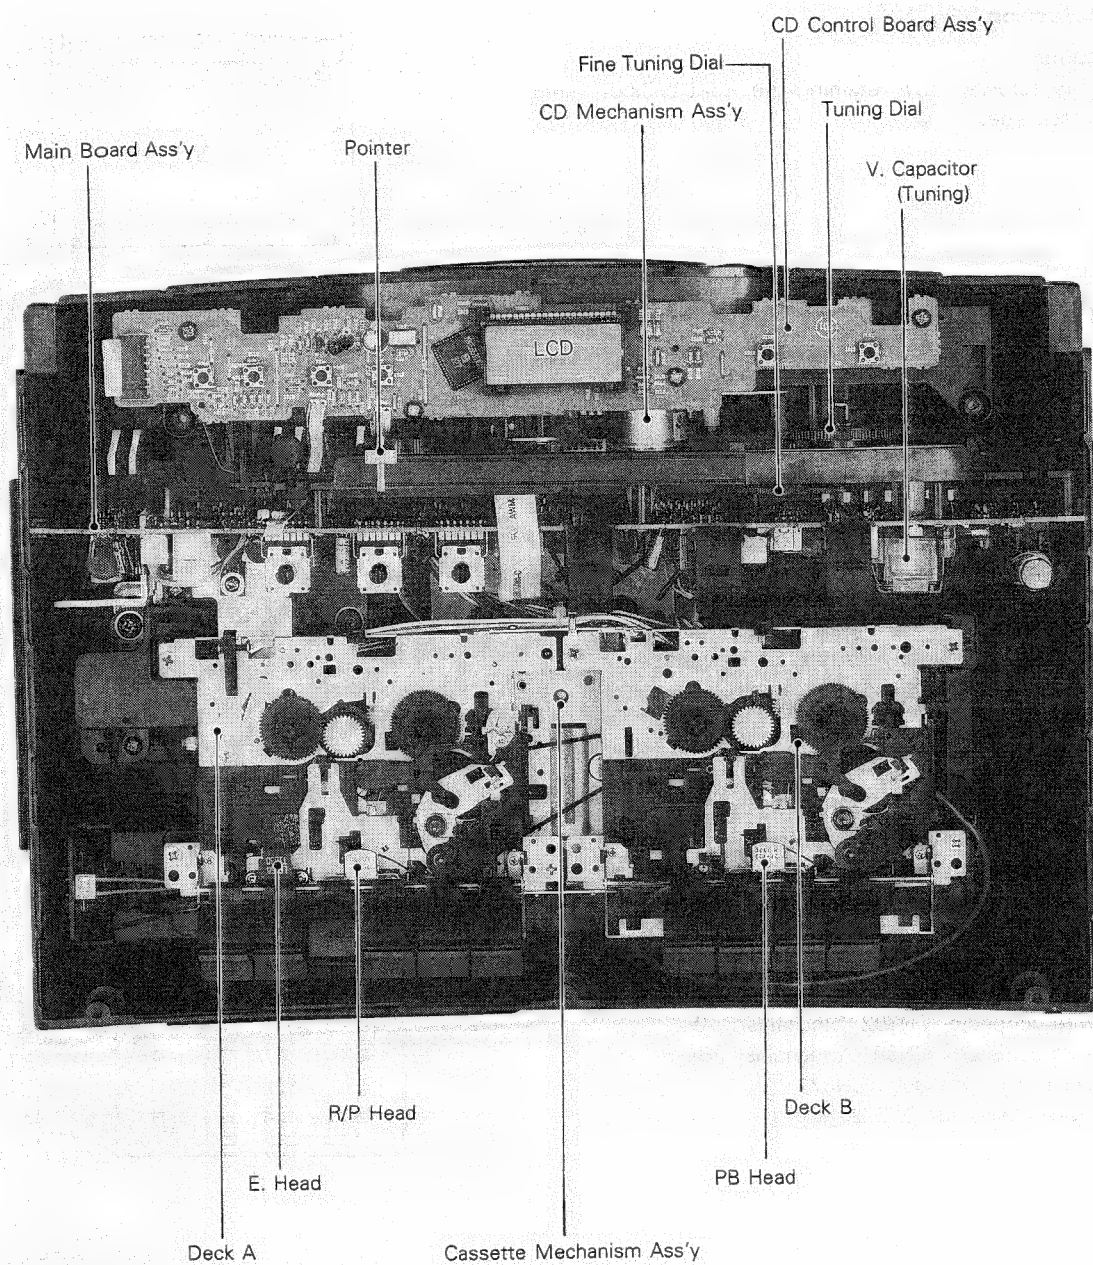 CD Control Board Ass'y
Fine Tuning Dial
CD Mechanism Ass'y
Tuning Dial
Main Board Ass'y
Pointer
V. Capacitor
(Tuning)
LCD
R/P Head
Deck B
E. Head
PB Head
Deck A
Cassette Mechanism Ass'y